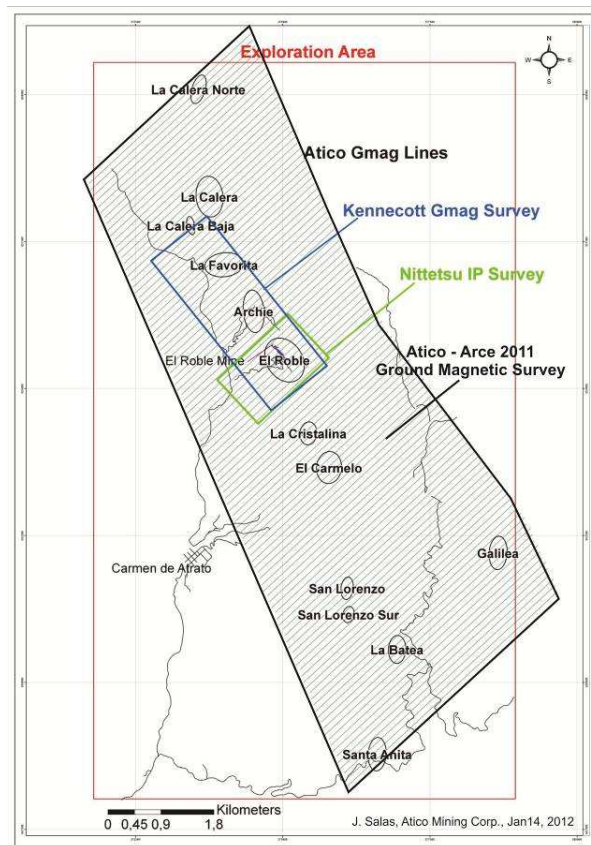 Exploration Area
N
W E
S
La Calera Norte
Atico Gmag Lines
La Calera
Kennecott Gmag Survey
La Calera Baja
La Favorita
Nittetsu IP Survey
Archie
Atico - Arce 2011
Ground Magnetic Survey
El Roble Mine
El Roble
La Cristalina
El Carmelo
Galilea
Carmen de Atrato
San Lorenzo
San Lorenzo Sur
La Batea
Santa Anita
Kilometers
0 0,45 0,9 1,8
J. Salas, Atico Mining Corp., Jan14, 2012